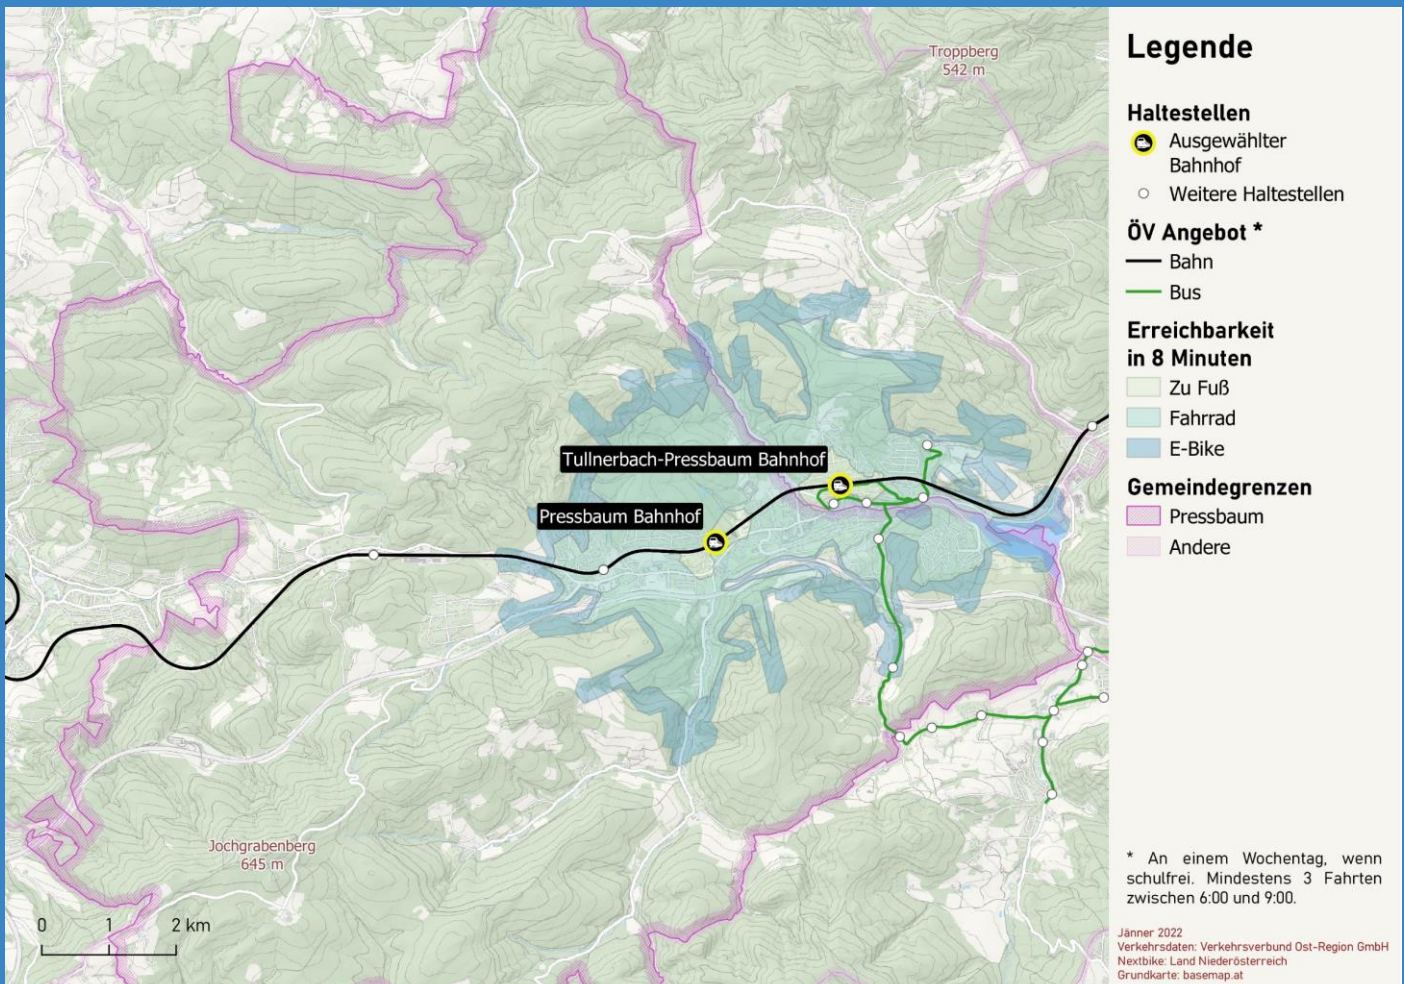 Troppberg
542 m
Tullnerbach-Pressbaum Bahnhof
Pressbaum Bahnhof
Jochgrabenberg
645 m
0 1 2 km
Legende
Haltestellen
Ausgewählter
Bahnhof
Weitere Haltestellen
ÖV Angebot *
Bahn
Bus
Erreichbarkeit
in 8 Minuten
Zu Fuß
Fahrrad
E-Bike
Gemeindegrenzen
Pressbaum
Andere
* An einem Wochentag, wenn
schulfrei. Mindestens 3 Fahrten
zwischen 6:00 und 9:00.
Jänner 2022
Verkehrsdaten: Verkehrsverbund Ost-Region GmbH
Nextbike: Land Niederösterreich
Grundkarte: basemap.at